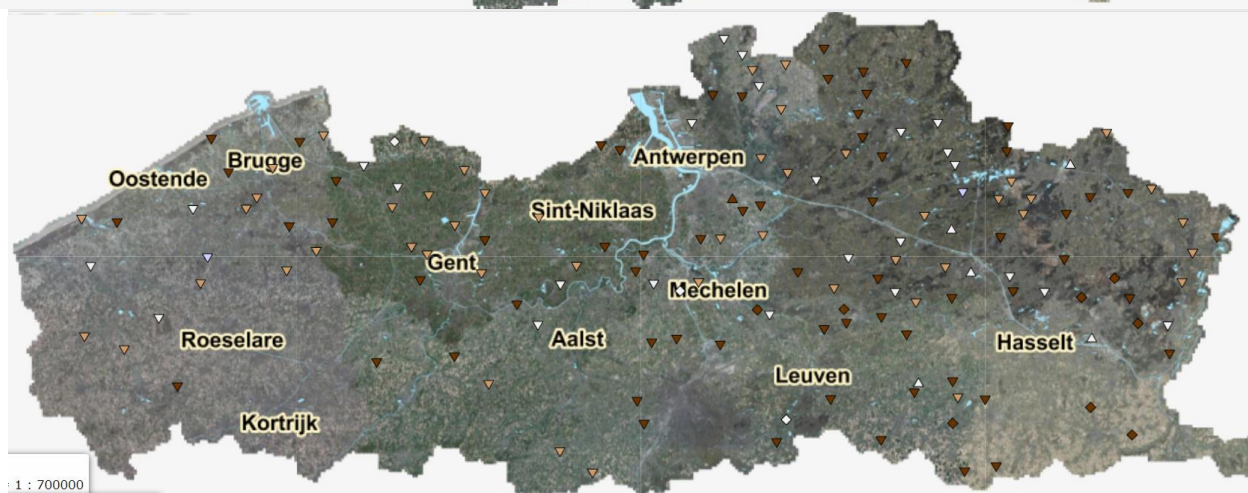 Antwerpen
Brugge
Oostende
Sint-Niklaas
Gent
Mechelen
Roeselare
Aalst
Hasselt
Leuven
Kortrijk
1 : 700000